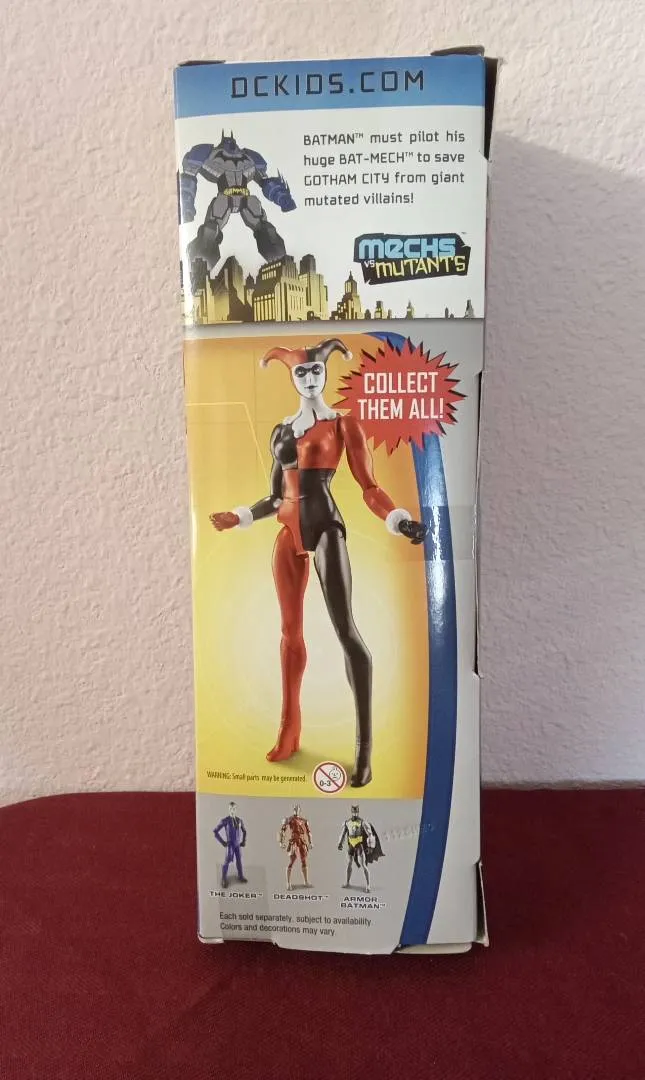 DCKIDS.COM
BATMAN™ must pilot his
huge BAT-MECH™ to save
GOTHAM CITY from giant
mutated villains!
BATMAN
MECHS™
VS MUTANTS
COLLECT
THEM ALL!
WARNING: Small parts may be generated.
0-3
THE JOKER™
DEADSHOT™
ARMOR
BATMAN™
Each sold separately, subject to availability.
Colors and decorations may vary.